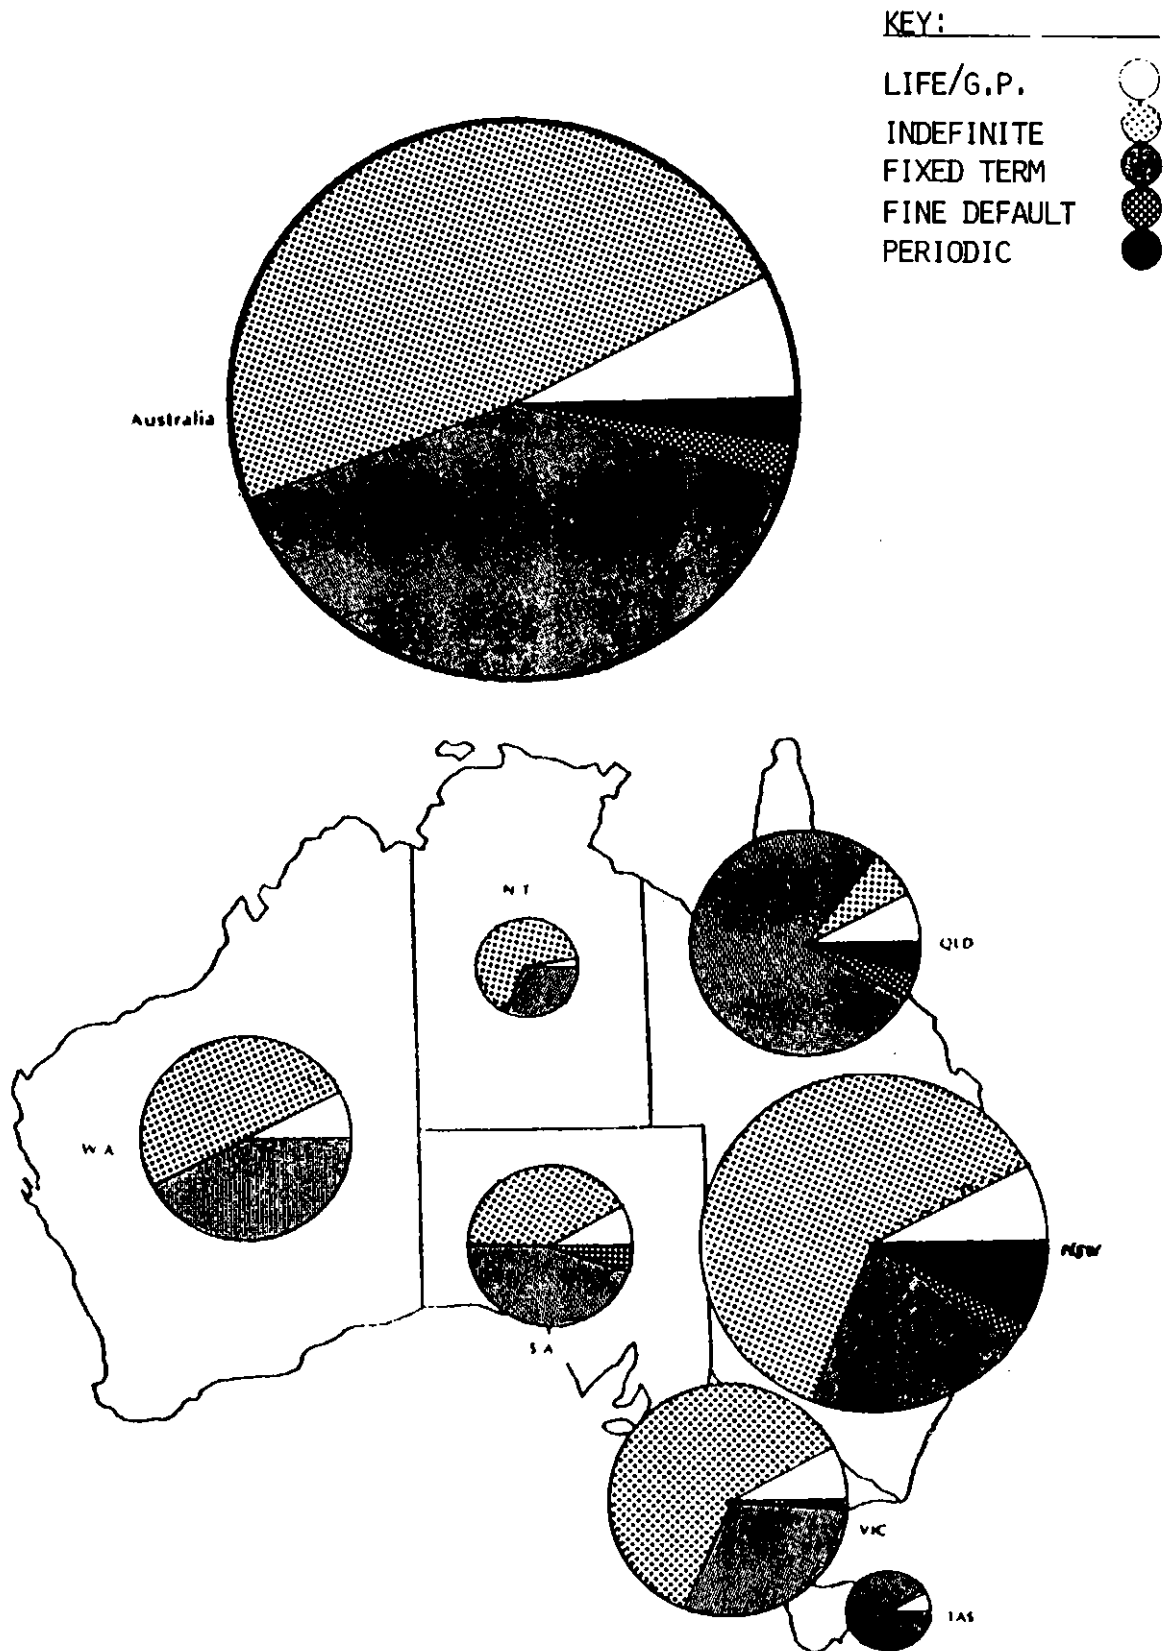 KEY:
LIFE/G.P.
INDEFINITE
FIXED TERM
FINE DEFAULT
PERIODIC
Australia
N T
QLD
W A
NSW
S A
VIC
TAS